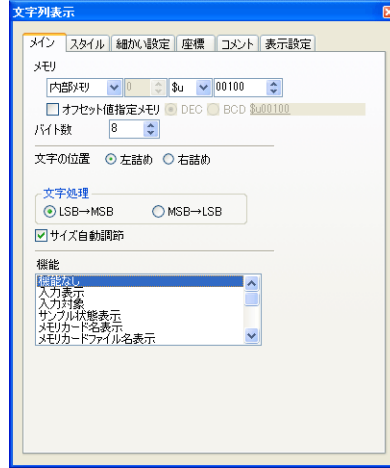 文字列表示
メイン スタイル 細かい設定 座標 コメント 表示設定
メモリ
内部メモリ 0 $u 00100
オフセット値指定メモリ DEC BCD $u00100
バイト数 8
文字の位置 左詰め 右詰め
文字処理
LSB→MSB MSB→LSB
サイズ自動調節
機能
機能なし
入力表示
入力対象
サンプル状態表示
メモリカード名表示
メモリカードファイル名表示